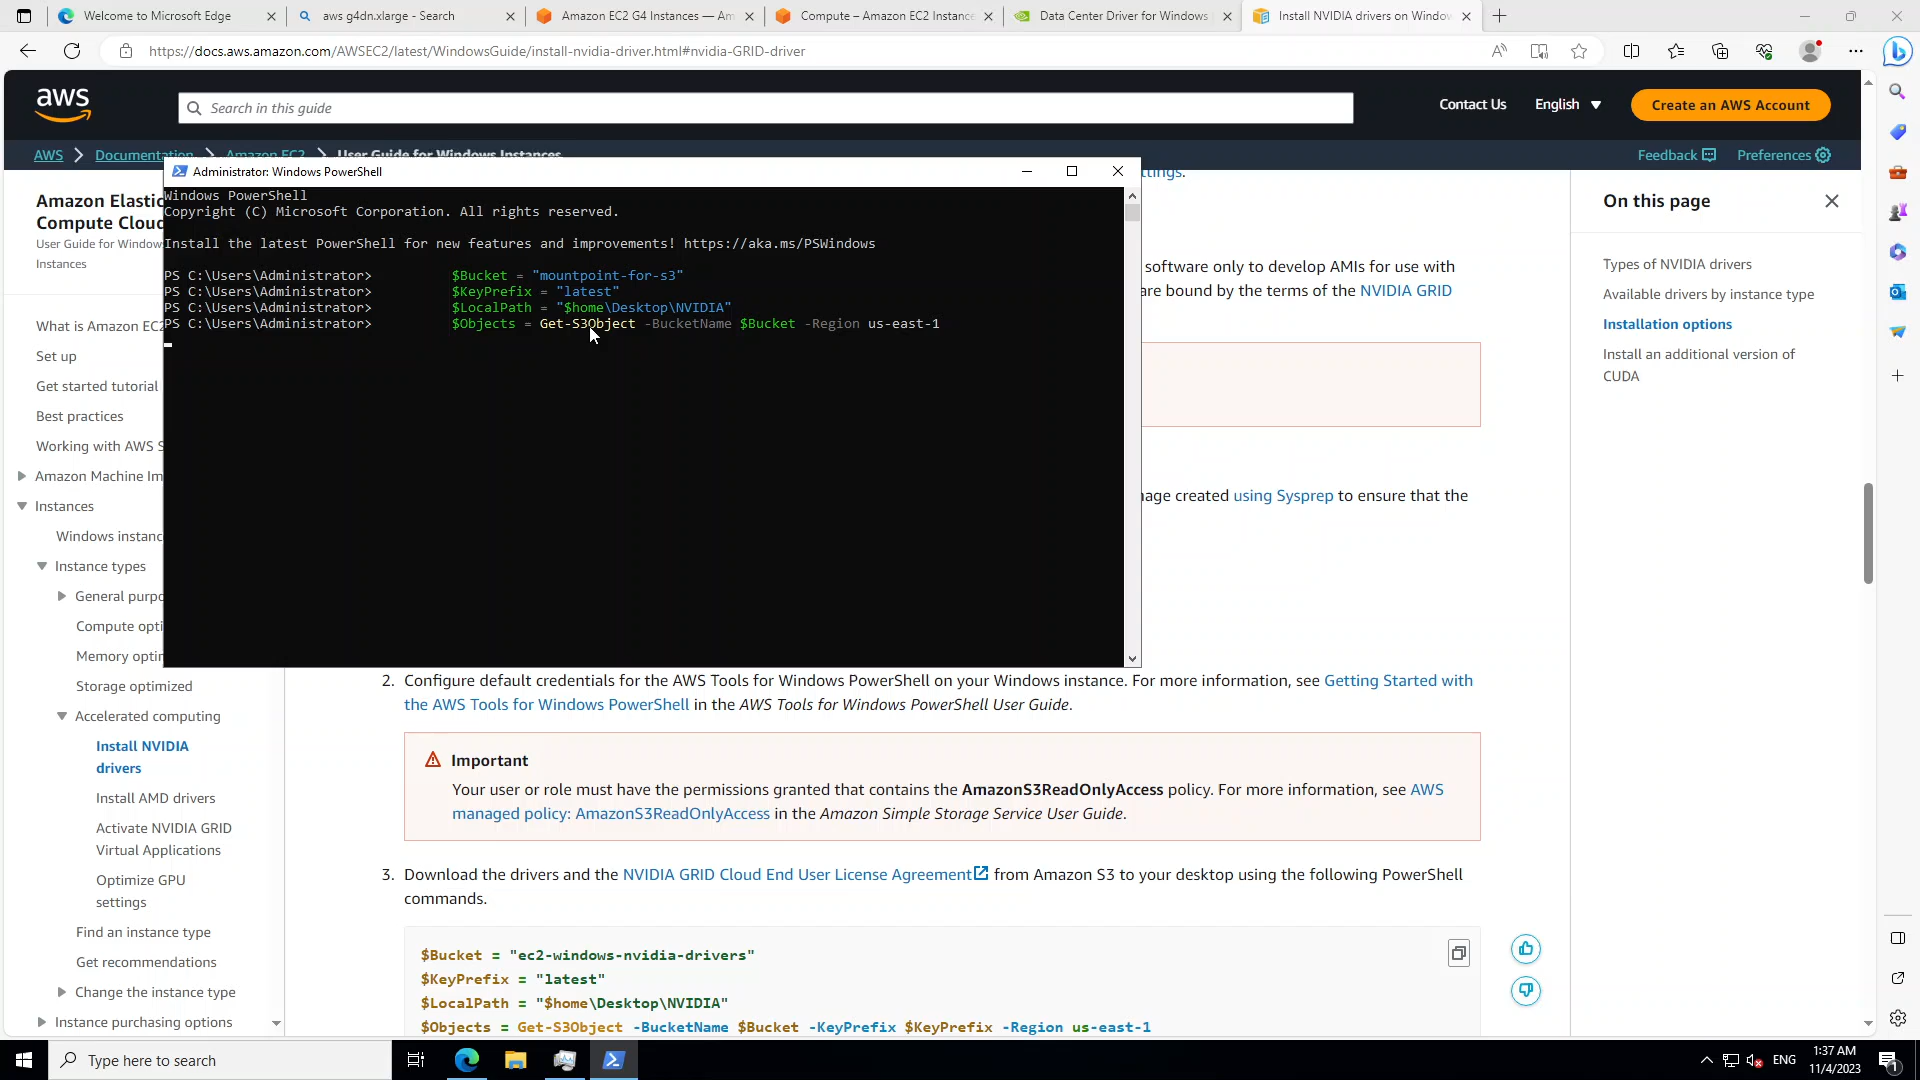 Welcome to Microsoft Edge
aws g4dn.xlarge - Search
Amazon EC2 G4 Instances — Am
Compute – Amazon EC2 Instance
Data Center Driver for Windows
Install NVIDIA drivers on Window
https://docs.aws.amazon.com/AWSEC2/latest/WindowsGuide/install-nvidia-driver.html#nvidia-GRID-driver
aws
Search in this guide
Contact Us
English
Create an AWS Account
AWS
Documentation
Amazon EC2
User Guide for Windows Instances
Feedback
Preferences
Amazon Elastic
Compute Cloud
User Guide for Window
Instances
What is Amazon EC2
Set up
Get started tutorial
Best practices
Working with AWS S
Amazon Machine Im
Instances
Windows instanc
Instance types
General purpo
Compute opti
Memory optim
Storage optimized
Accelerated computing
Install NVIDIA
drivers
Install AMD drivers
Activate NVIDIA GRID
Virtual Applications
Optimize GPU
settings
Find an instance type
Get recommendations
Change the instance type
Instance purchasing options
Administrator: Windows PowerShell
Windows PowerShell
Copyright (C) Microsoft Corporation. All rights reserved.
Install the latest PowerShell for new features and improvements! https://aka.ms/PSWindows
PS C:\Users\Administrator> $Bucket = "mountpoint-for-s3"
PS C:\Users\Administrator> $KeyPrefix = "latest"
PS C:\Users\Administrator> $LocalPath = "$home\Desktop\NVIDIA"
PS C:\Users\Administrator> $Objects = Get-S3Object -BucketName $Bucket -Region us-east-1
ttings.
software only to develop AMIs for use with
are bound by the terms of the NVIDIA GRID
age created using Sysprep to ensure that the
2. Configure default credentials for the AWS Tools for Windows PowerShell on your Windows instance. For more information, see Getting Started with
the AWS Tools for Windows PowerShell in the AWS Tools for Windows PowerShell User Guide.
Important
Your user or role must have the permissions granted that contains the AmazonS3ReadOnlyAccess policy. For more information, see AWS
managed policy: AmazonS3ReadOnlyAccess in the Amazon Simple Storage Service User Guide.
3. Download the drivers and the NVIDIA GRID Cloud End User License Agreement from Amazon S3 to your desktop using the following PowerShell
commands.
$Bucket = "ec2-windows-nvidia-drivers"
$KeyPrefix = "latest"
$LocalPath = "$home\Desktop\NVIDIA"
$Objects = Get-S3Object -BucketName $Bucket -KeyPrefix $KeyPrefix -Region us-east-1
On this page
Types of NVIDIA drivers
Available drivers by instance type
Installation options
Install an additional version of
CUDA
Type here to search
ENG
1:37 AM
11/4/2023
1